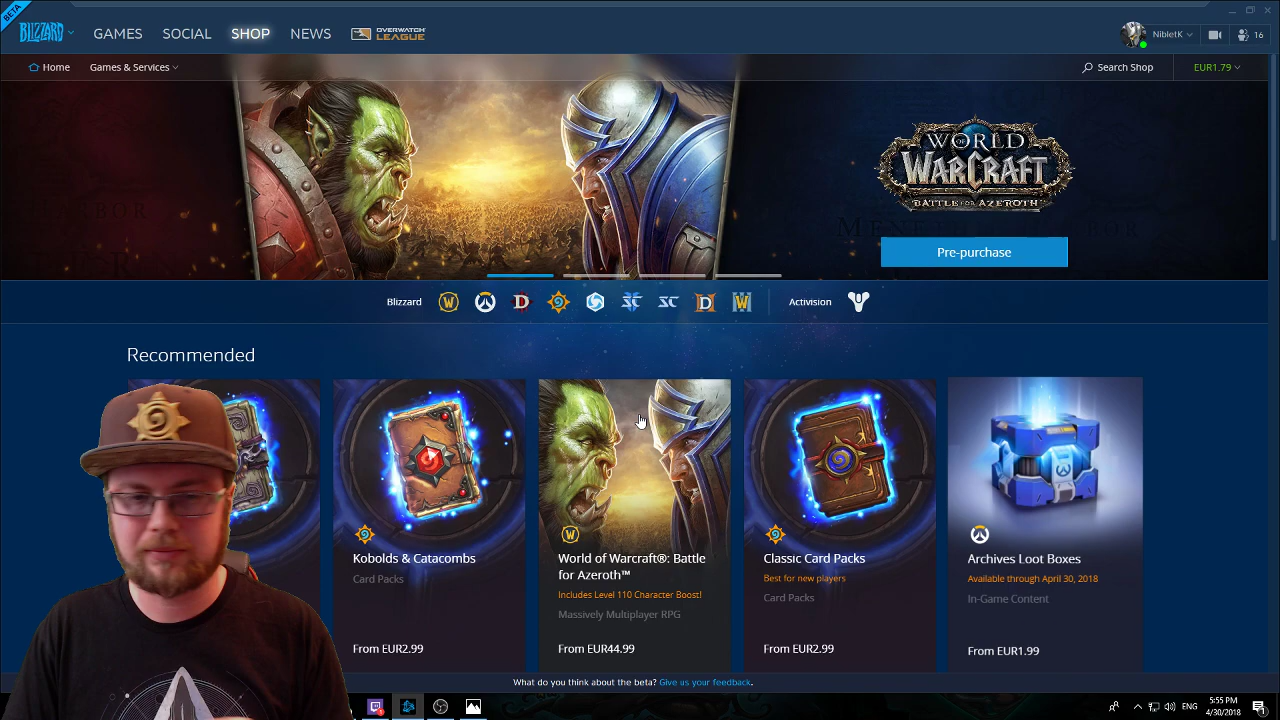 BETA
BLIZZARD
GAMES
SOCIAL
SHOP
NEWS
OVERWATCH
LEAGUE
NibletK
16
Home
Games & Services
Search Shop
EUR1.79
WORLD
OF
WARCRAFT
BATTLE FOR AZEROTH
Pre-purchase
Blizzard
Activision
Recommended
Kobolds & Catacombs
Card Packs
From EUR2.99
World of Warcraft®: Battle
for Azeroth™
Includes Level 110 Character Boost!
Massively Multiplayer RPG
From EUR44.99
Classic Card Packs
Best for new players
Card Packs
From EUR2.99
Archives Loot Boxes
Available through April 30, 2018
In-Game Content
From EUR1.99
What do you think about the beta? Give us your feedback.
ENG
5:55 PM
4/30/2018